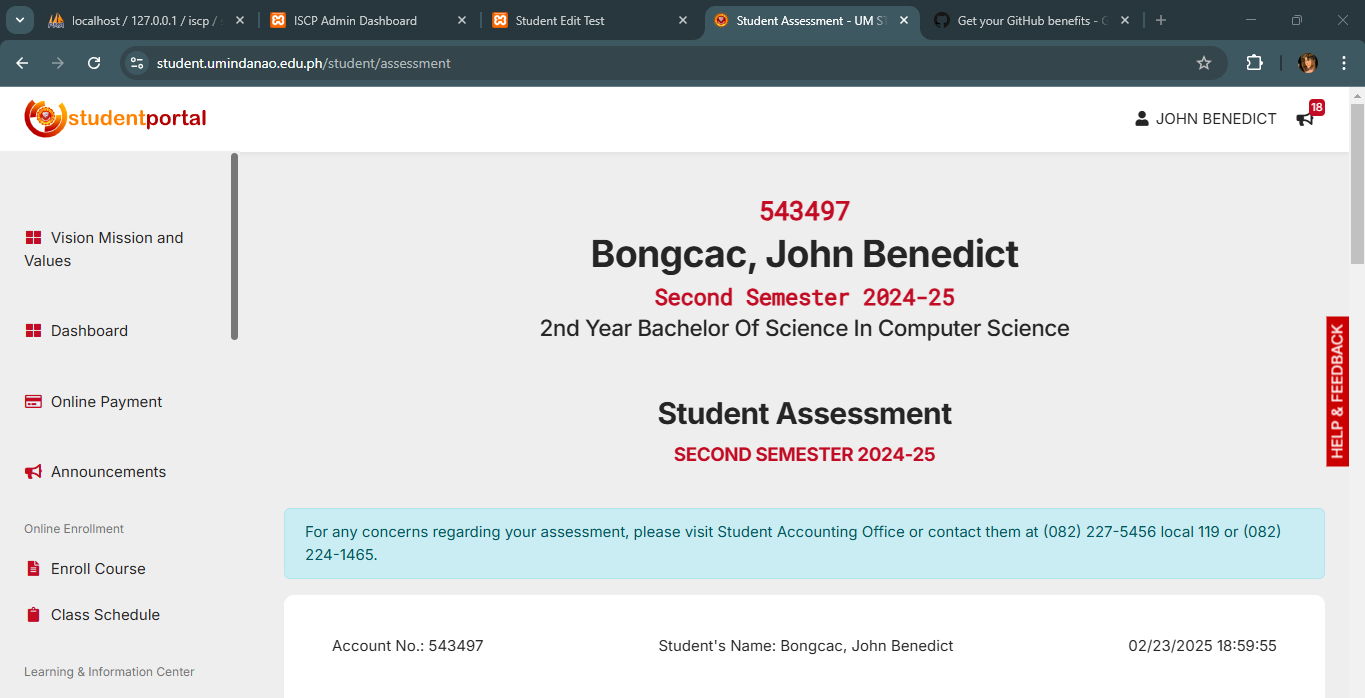 localhost / 127.0.0.1 / iscp /
ISCP Admin Dashboard
Student Edit Test
Student Assessment - UM ST
Get your GitHub benefits -
student.umindanao.edu.ph/student/assessment
studentportal
JOHN BENEDICT
18
Vision Mission and
Values
Dashboard
Online Payment
Announcements
Online Enrollment
Enroll Course
Class Schedule
Learning & Information Center
543497
Bongcac, John Benedict
Second Semester 2024-25
2nd Year Bachelor Of Science In Computer Science
Student Assessment
SECOND SEMESTER 2024-25
HELP & FEEDBACK
For any concerns regarding your assessment, please visit Student Accounting Office or contact them at (082) 227-5456 local 119 or (082)
224-1465.
Account No.: 543497
Student's Name: Bongcac, John Benedict
02/23/2025 18:59:55